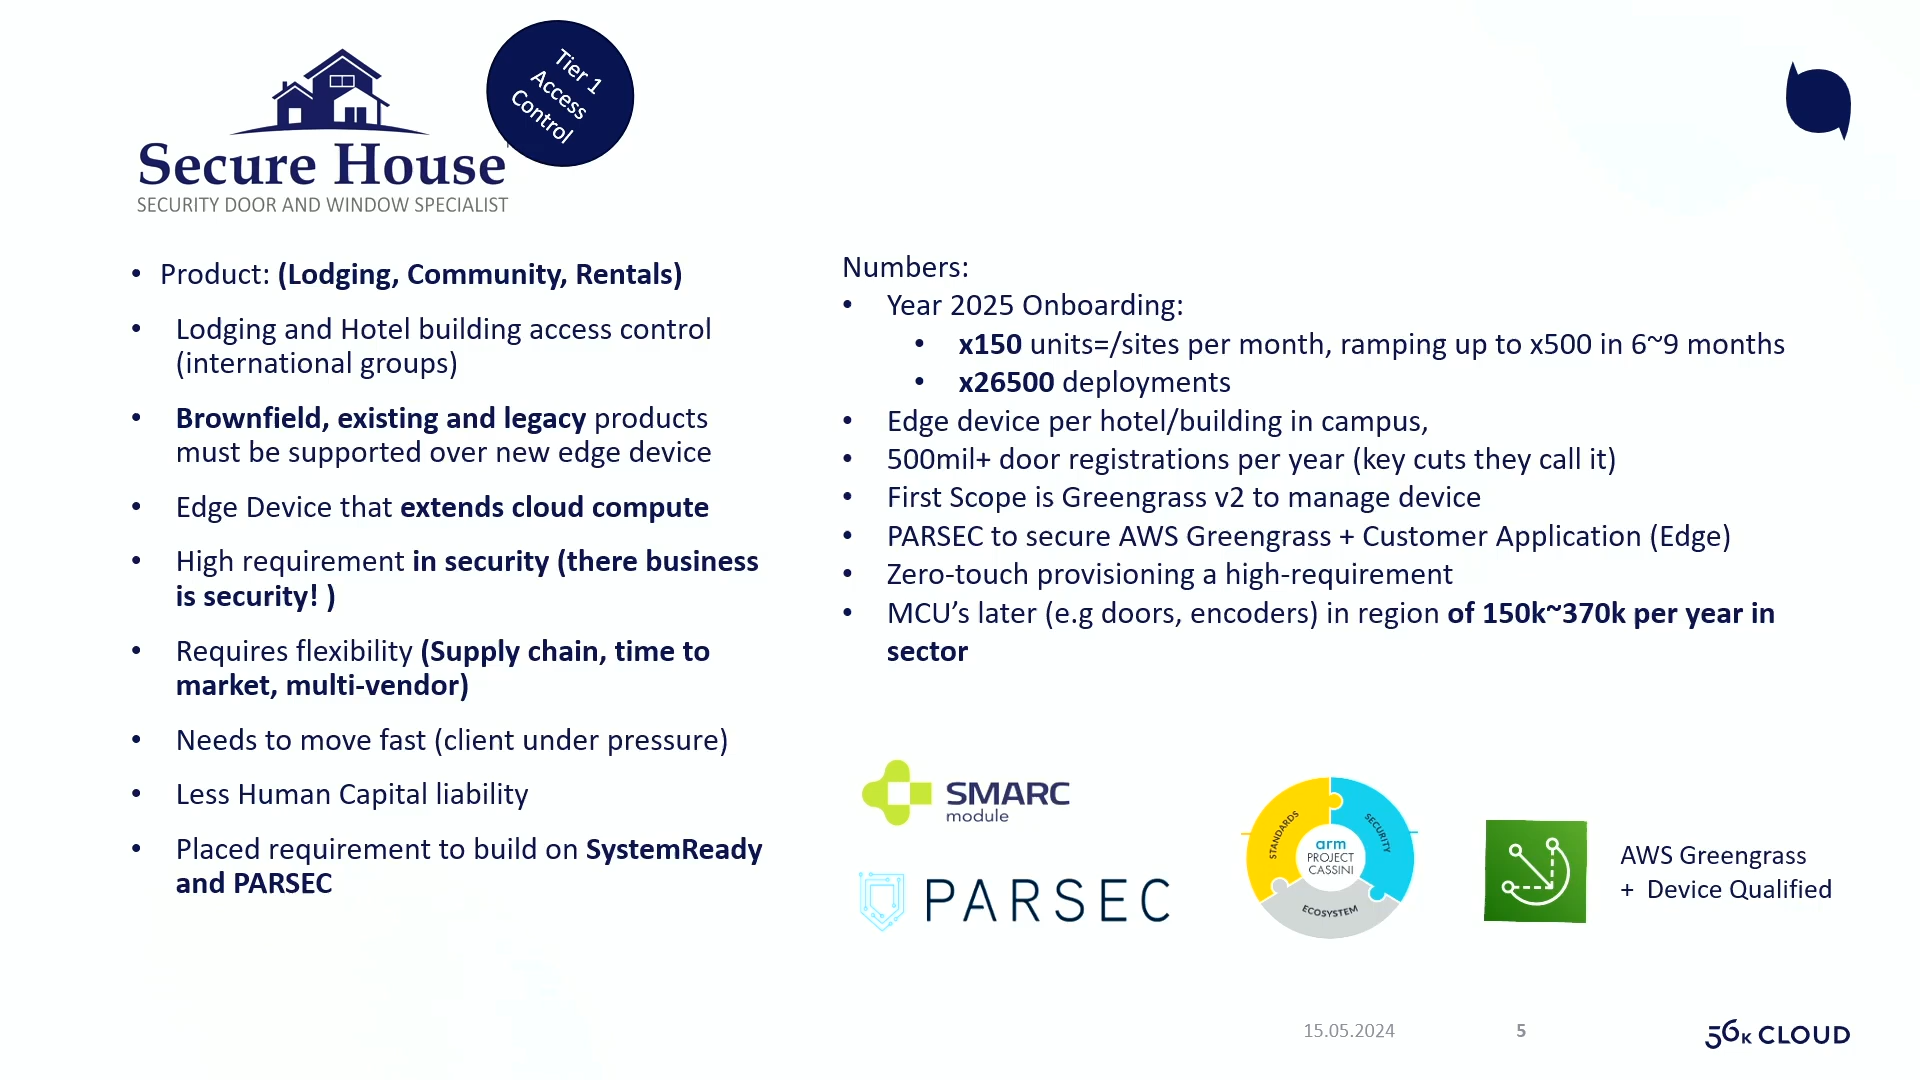 Tier 1
Access
Control
Secure House
SECURITY DOOR AND WINDOW SPECIALIST
• Product: (Lodging, Community, Rentals)
• Lodging and Hotel building access control
(international groups)
• Brownfield, existing and legacy products
must be supported over new edge device
• Edge Device that extends cloud compute
• High requirement in security (there business
is security! )
• Requires flexibility (Supply chain, time to
market, multi-vendor)
• Needs to move fast (client under pressure)
• Less Human Capital liability
• Placed requirement to build on SystemReady
and PARSEC
Numbers:
• Year 2025 Onboarding:
• x150 units=/sites per month, ramping up to x500 in 6~9 months
• x26500 deployments
• Edge device per hotel/building in campus,
• 500mil+ door registrations per year (key cuts they call it)
• First Scope is Greengrass v2 to manage device
• PARSEC to secure AWS Greengrass + Customer Application (Edge)
• Zero-touch provisioning a high-requirement
• MCU’s later (e.g doors, encoders) in region of 150k~370k per year in
sector
SMARC
module
PARSEC
STANDARDS
SECURITY
arm
PROJECT
CASSINI
ECOSYSTEM
AWS Greengrass
+ Device Qualified
15.05.2024
5
56K CLOUD